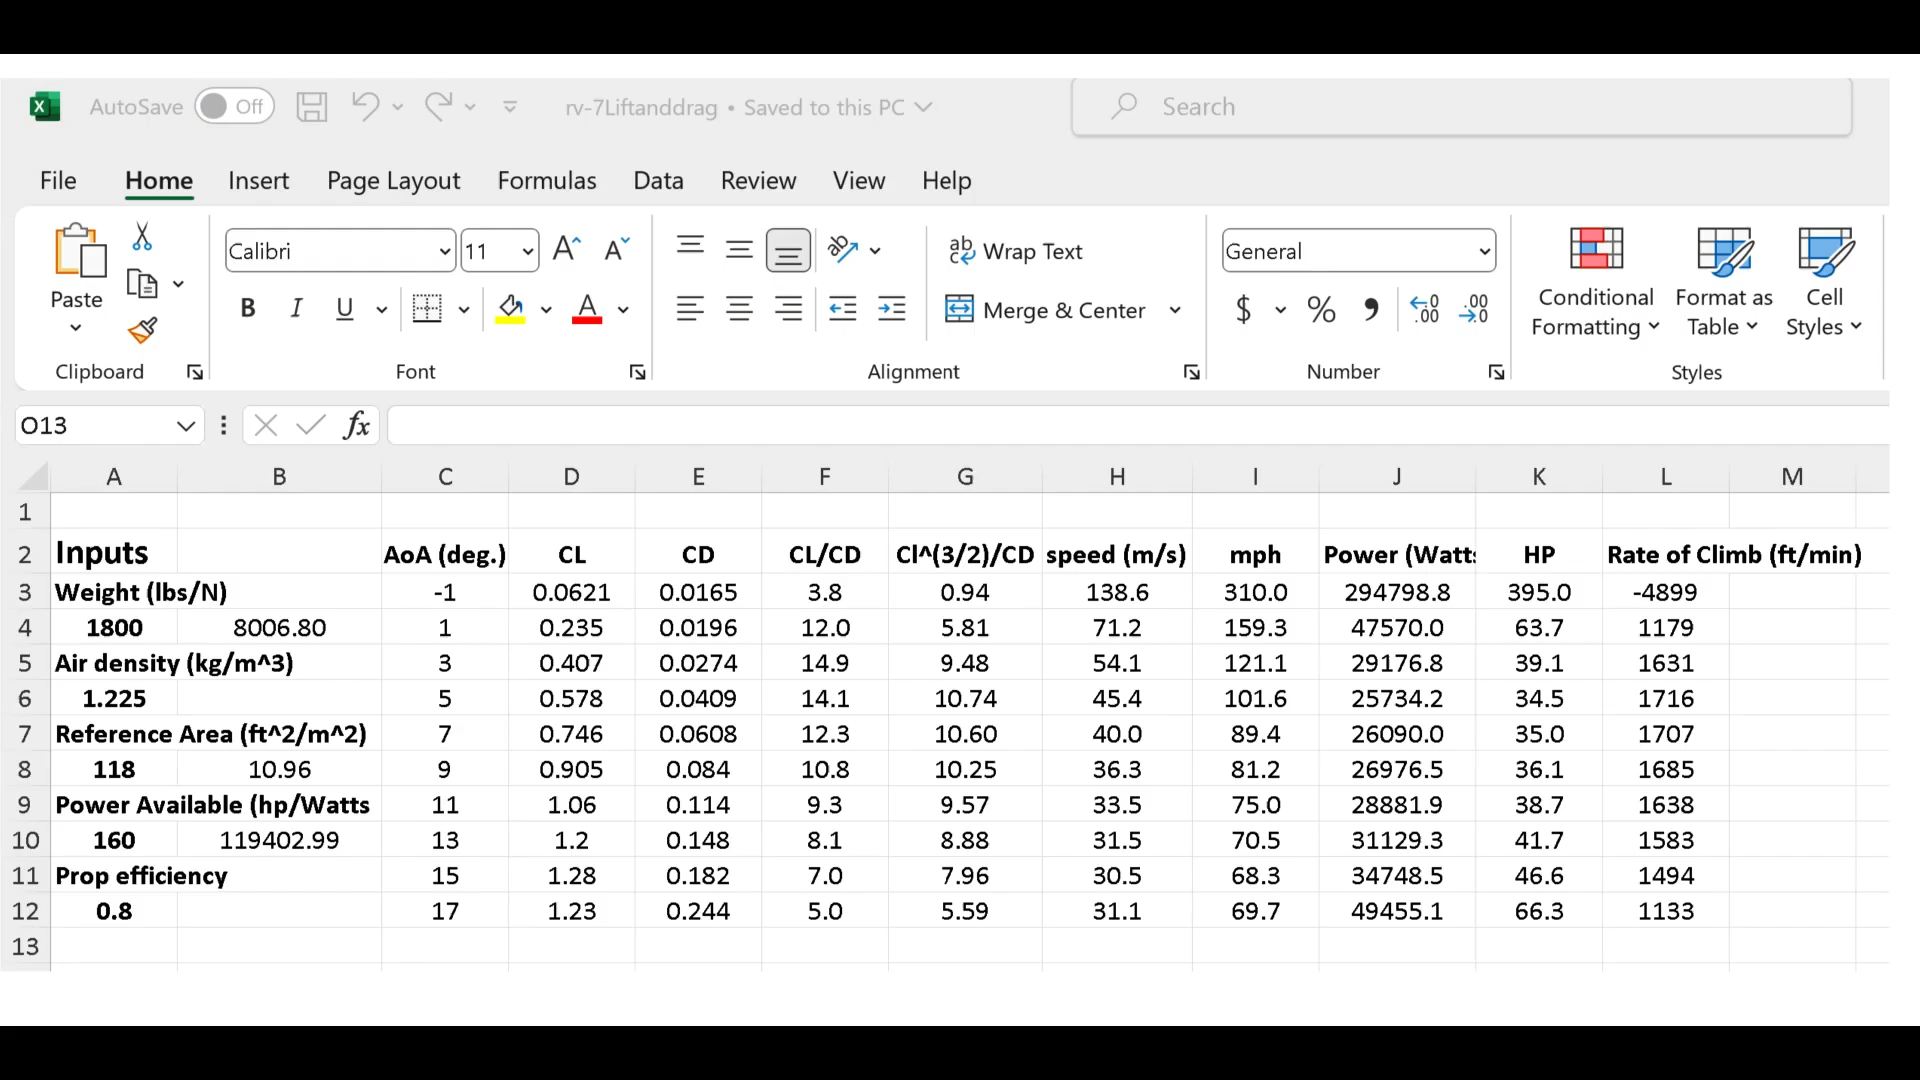 AutoSave Off rv-7Liftanddrag • Saved to this PC Search
File Home Insert Page Layout Formulas Data Review View Help
Calibri 11 Wrap Text General
Paste B I U A Merge & Center $ % Conditional Formatting Format as Table Cell Styles
Clipboard Font Alignment Number Styles
O13 fx
A B C D E F G H I J K L M
1
2 Inputs AoA (deg.) CL CD CL/CD Cl^(3/2)/CD speed (m/s) mph Power (Watts HP Rate of Climb (ft/min)
3 Weight (lbs/N) -1 0.0621 0.0165 3.8 0.94 138.6 310.0 294798.8 395.0 -4899
4 1800 8006.80 1 0.235 0.0196 12.0 5.81 71.2 159.3 47570.0 63.7 1179
5 Air density (kg/m^3) 3 0.407 0.0274 14.9 9.48 54.1 121.1 29176.8 39.1 1631
6 1.225 5 0.578 0.0409 14.1 10.74 45.4 101.6 25734.2 34.5 1716
7 Reference Area (ft^2/m^2) 7 0.746 0.0608 12.3 10.60 40.0 89.4 26090.0 35.0 1707
8 118 10.96 9 0.905 0.084 10.8 10.25 36.3 81.2 26976.5 36.1 1685
9 Power Available (hp/Watts 11 1.06 0.114 9.3 9.57 33.5 75.0 28881.9 38.7 1638
10 160 119402.99 13 1.2 0.148 8.1 8.88 31.5 70.5 31129.3 41.7 1583
11 Prop efficiency 15 1.28 0.182 7.0 7.96 30.5 68.3 34748.5 46.6 1494
12 0.8 17 1.23 0.244 5.0 5.59 31.1 69.7 49455.1 66.3 1133
13